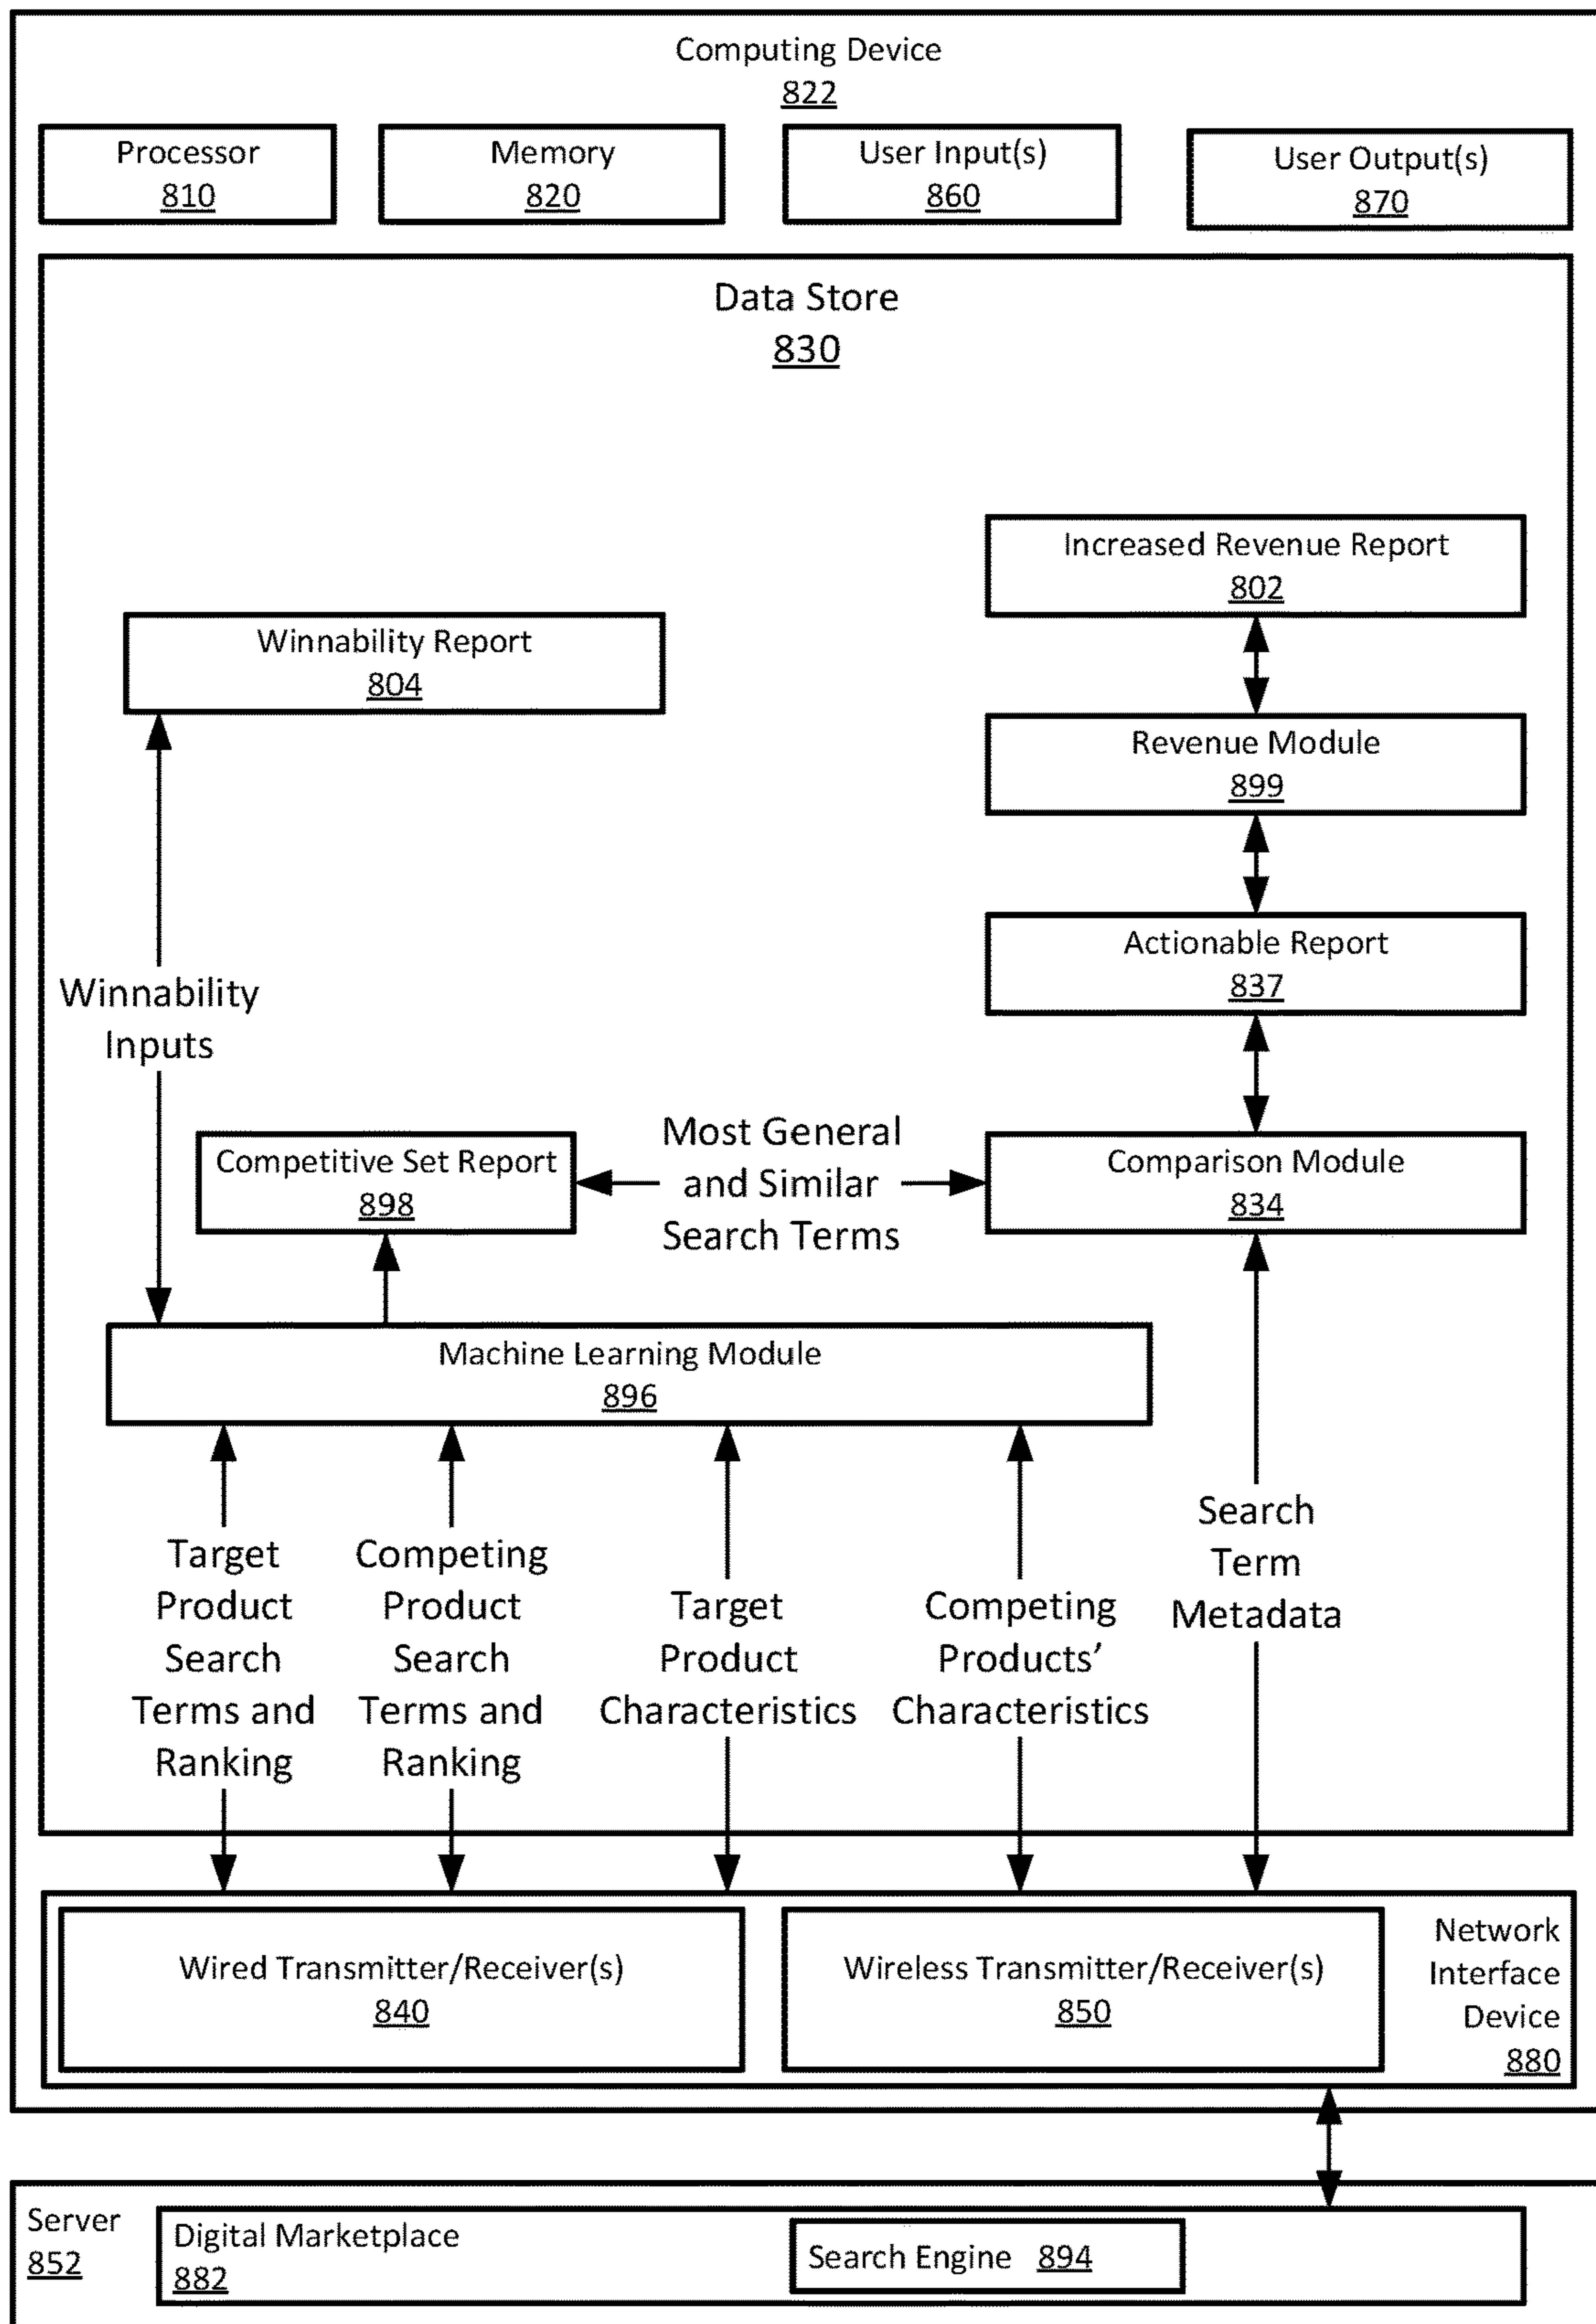 Computing Device
822
Processor
810
Memory
820
User Input(s)
860
User Output(s)
870
Data Store
830
Increased Revenue Report
802
Winnability Report
804
Revenue Module
899
Actionable Report
837
Winnability
Inputs
Competitive Set Report
898
Most General
and Similar
Search Terms
Comparison Module
834
Machine Learning Module
896
Target
Product
Search
Terms and
Ranking
Competing
Product
Search
Terms and
Ranking
Target
Product
Characteristics
Competing
Products’
Characteristics
Search
Term
Metadata
Wired Transmitter/Receiver(s)
840
Wireless Transmitter/Receiver(s)
850
Network
Interface
Device
880
Server
852
Digital Marketplace
882
Search Engine 894